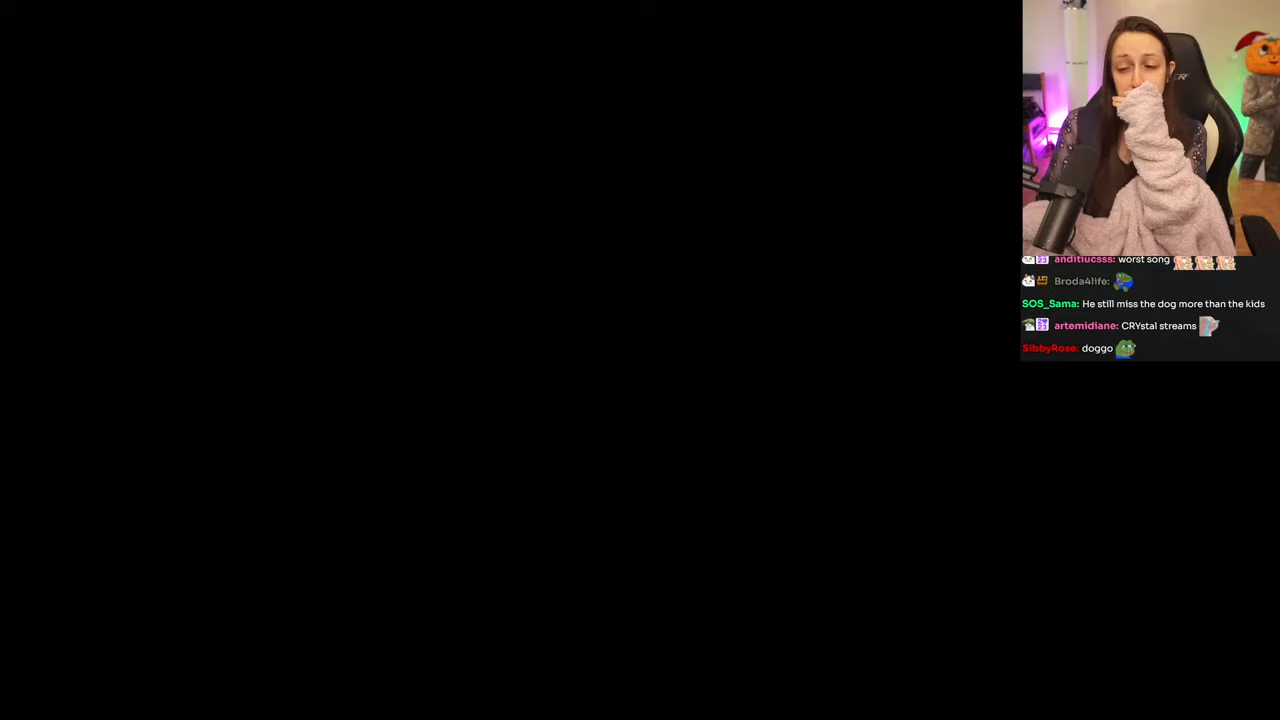 anditiucsss: worst song
Broda4life:
SOS_Sama: He still miss the dog more than the kids
artemidiane: CRYstal streams
SibbyRose: doggo